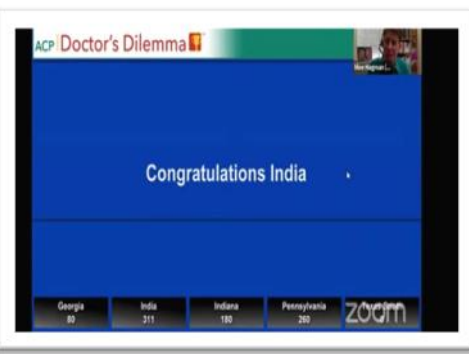 ACP Doctor's Dilemma
Congratulations India
Georgia India Indiana Pennsylvania
80 311 180 260
zoom